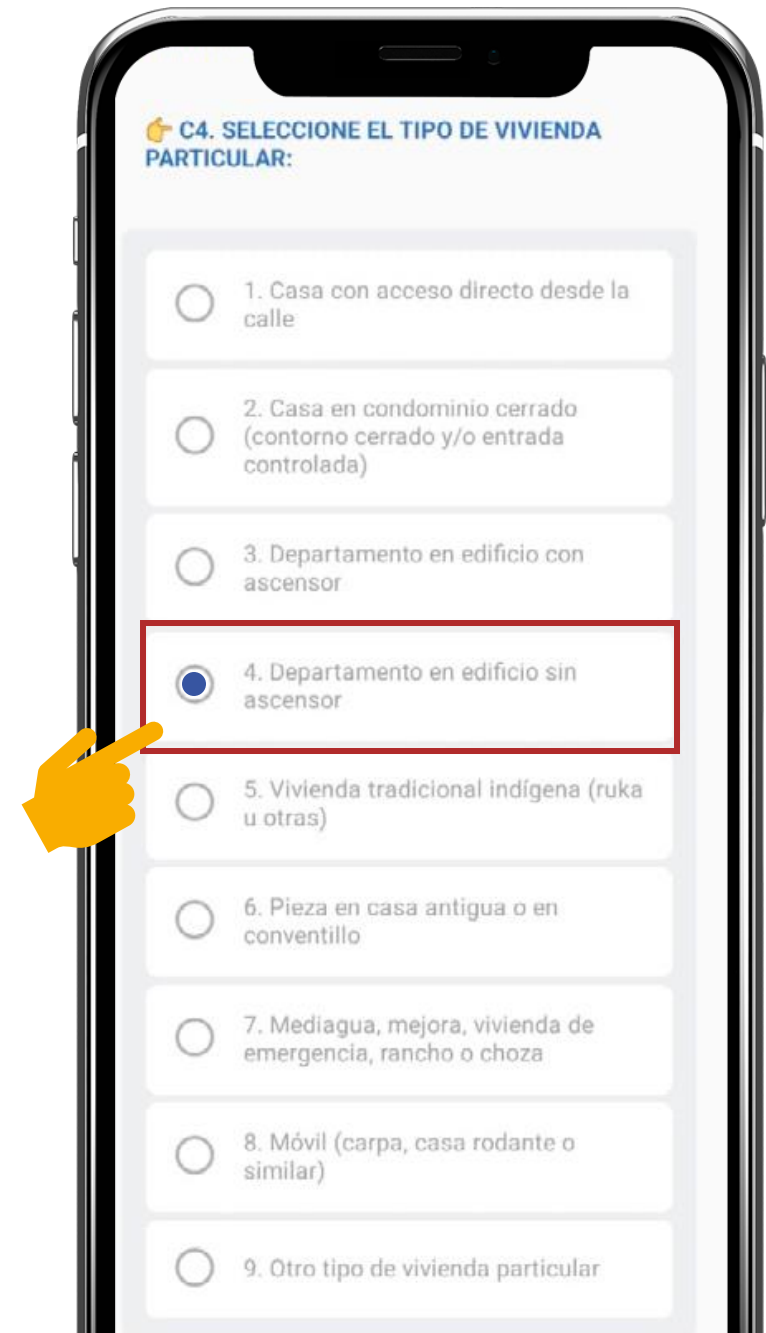 👉 C4. SELECCIONE EL TIPO DE VIVIENDA
PARTICULAR:
1. Casa con acceso directo desde la
calle
2. Casa en condominio cerrado
(contorno cerrado y/o entrada
controlada)
3. Departamento en edificio con
ascensor
4. Departamento en edificio sin
ascensor
5. Vivienda tradicional indígena (ruka
u otras)
6. Pieza en casa antigua o en
conventillo
7. Mediagua, mejora, vivienda de
emergencia, rancho o choza
8. Móvil (carpa, casa rodante o
similar)
9. Otro tipo de vivienda particular